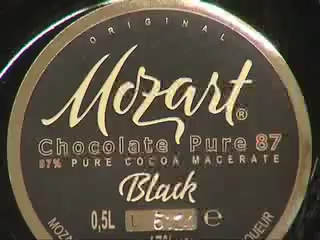 ORIGINAL
Mozart®
Chocolate Pure 87
87% PURE COCOA MACERATE
Black
0,5L L e